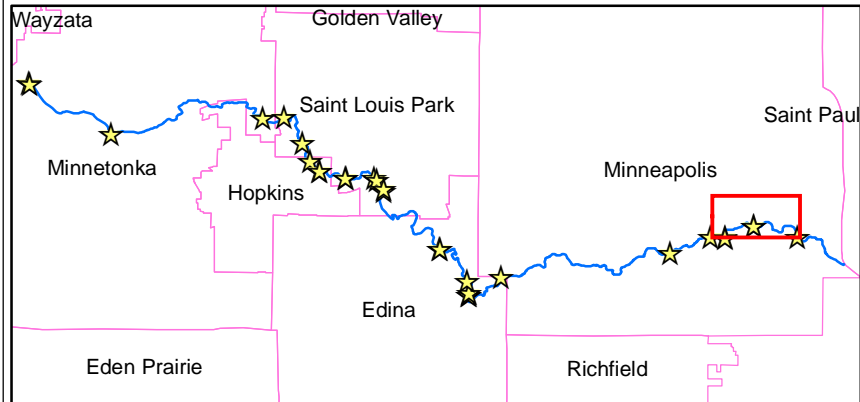 Wayzata
Golden Valley
Saint Louis Park
Saint Paul
Minnetonka
Minneapolis
Hopkins
Edina
Eden Prairie
Richfield